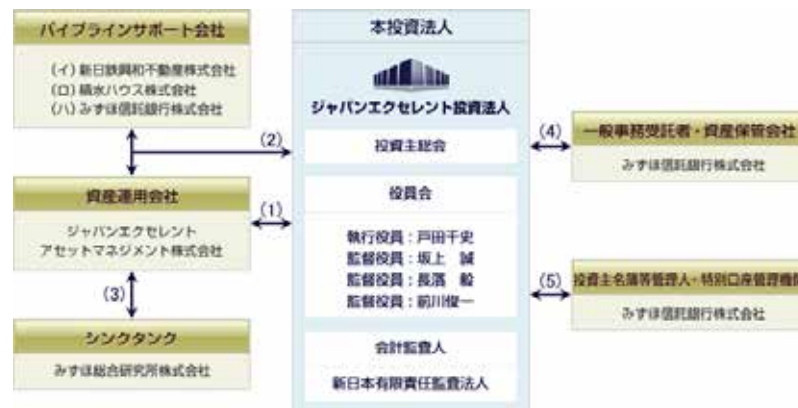 パイプラインサポート会社
(イ)新日鉄興和不動産株式会社
(ロ)積水ハウス株式会社
(ハ)みずほ信託銀行株式会社
(2)
資産運用会社
ジャパンエクセレント
アセットマネジメント株式会社
(1)
(3)
シンクタンク
みずほ総合研究所株式会社
本投資法人
ジャパンエクセレント投資法人
投資主総会
役員会
執行役員:戸田千史
監督役員:坂上 誠
監督役員:長濱 毅
監督役員:前川俊一
会計監査人
新日本有限責任監査法人
(4)
一般事務受託者・資産保管会社
みずほ信託銀行株式会社
(5)
投資主名簿等管理人・特別口座管理機関
みずほ信託銀行株式会社